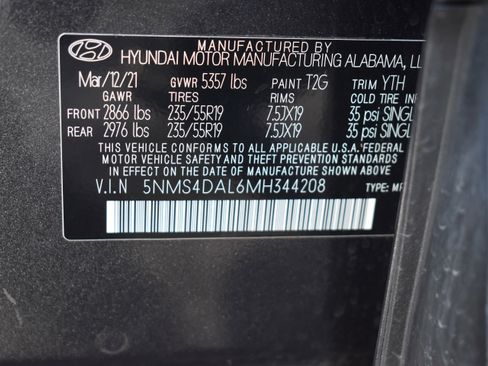 MANUFACTURED BY
HYUNDAI MOTOR MANUFACTURING ALABAMA, LL
Mar/12/21 GVWR 5357 lbs PAINT T2G TRIM YTH
GAWR TIRES RIMS COLD TIRE INF
FRONT 2866 lbs 235/55R19 7.5JX19 35 psi SINGL
REAR 2976 lbs 235/55R19 7.5JX19 35 psi SINGL
THIS VEHICLE CONFORMS TO ALL APPLICABLE U.S.A. FEDERAL
MOTOR VEHICLE SAFETY AND THEFT PREVENTION STANDARDS
IN EFFECT ON THE DATE OF MANUFACTURE SHOWN ABOVE.
V.I.N 5NMS4DAL6MH344208 TYPE: MP